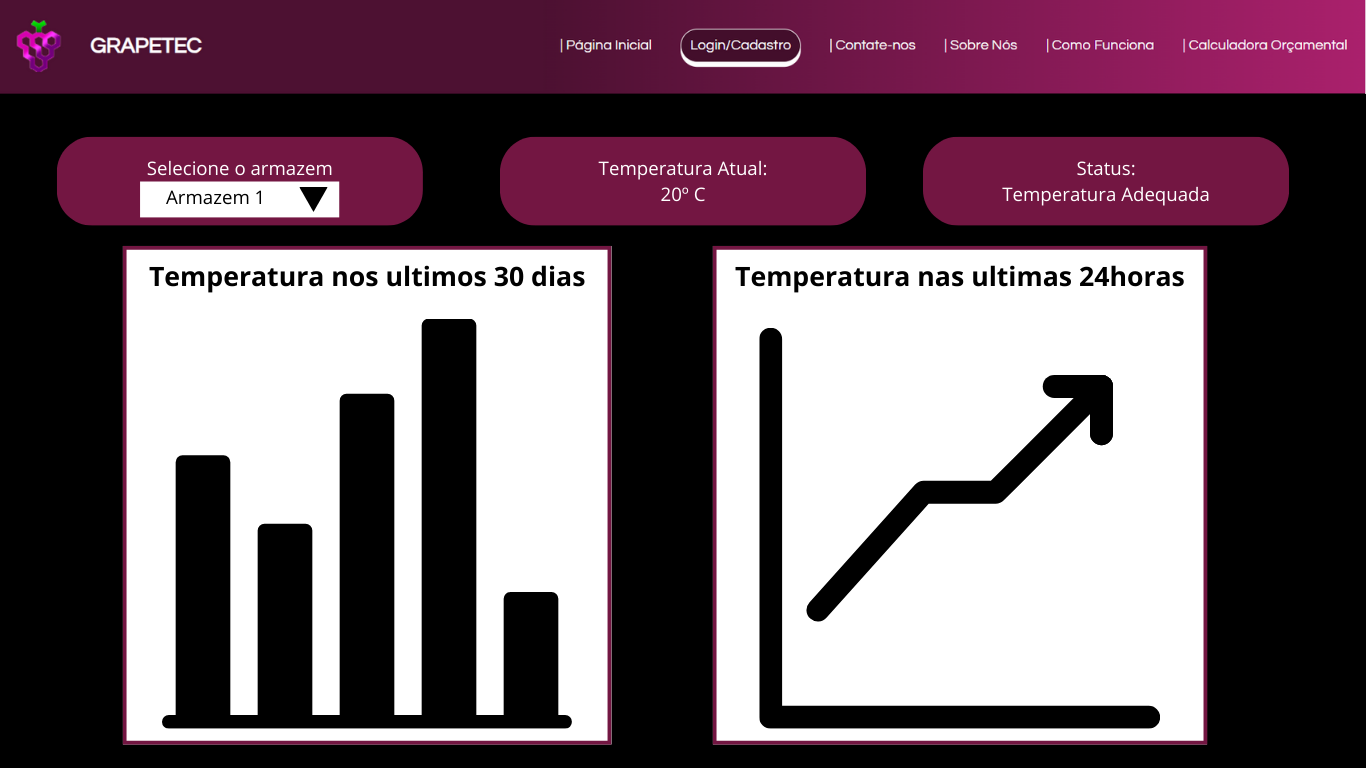 GRAPETEC
| Página Inicial
Login/Cadastro
| Contate-nos
| Sobre Nós
| Como Funciona
| Calculadora Orçamental
Selecione o armazem
Armazem 1
Temperatura Atual:
20º C
Status:
Temperatura Adequada
Temperatura nos ultimos 30 dias
Temperatura nas ultimas 24horas